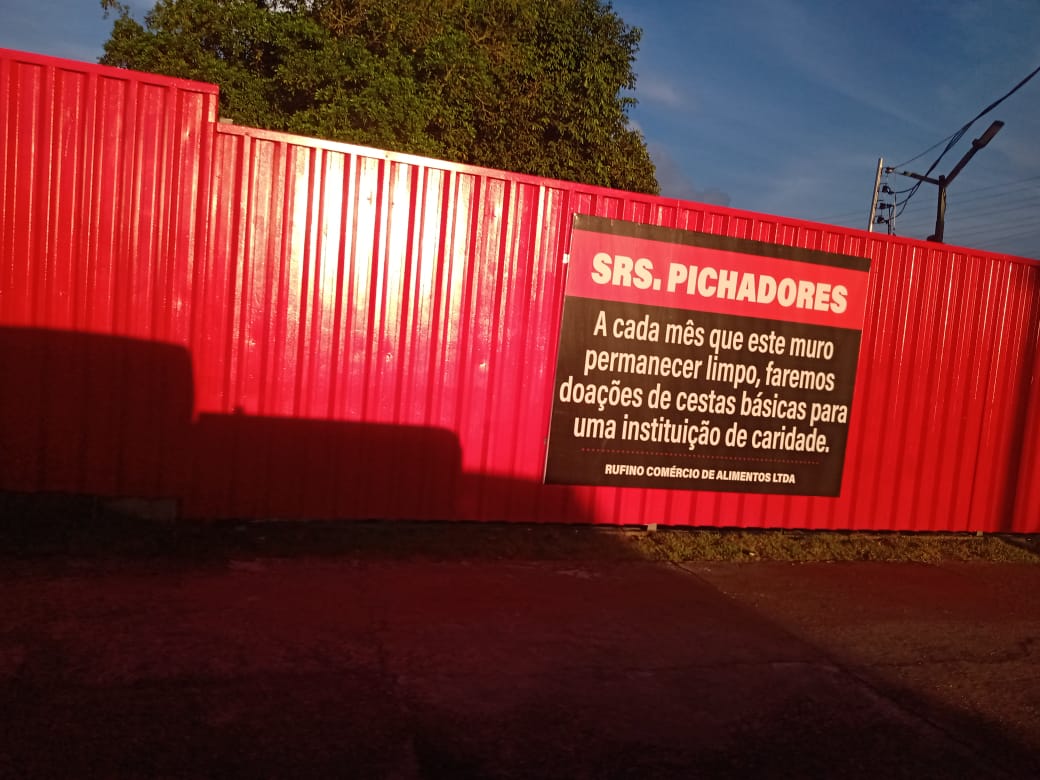 SRS. PICHADORES
A cada mês que este muro
permanecer limpo, faremos
doações de cestas básicas para
uma instituição de caridade.
RUFINO COMÉRCIO DE ALIMENTOS LTDA